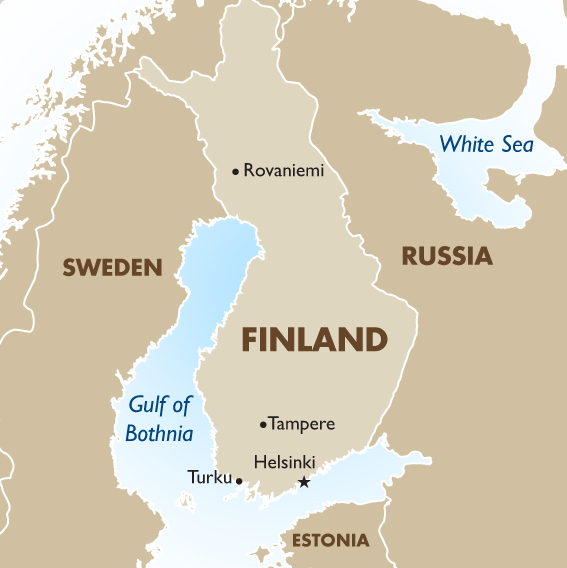 White Sea
Rovaniemi
SWEDEN
RUSSIA
FINLAND
Gulf of
Bothnia
Tampere
Helsinki
Turku
ESTONIA